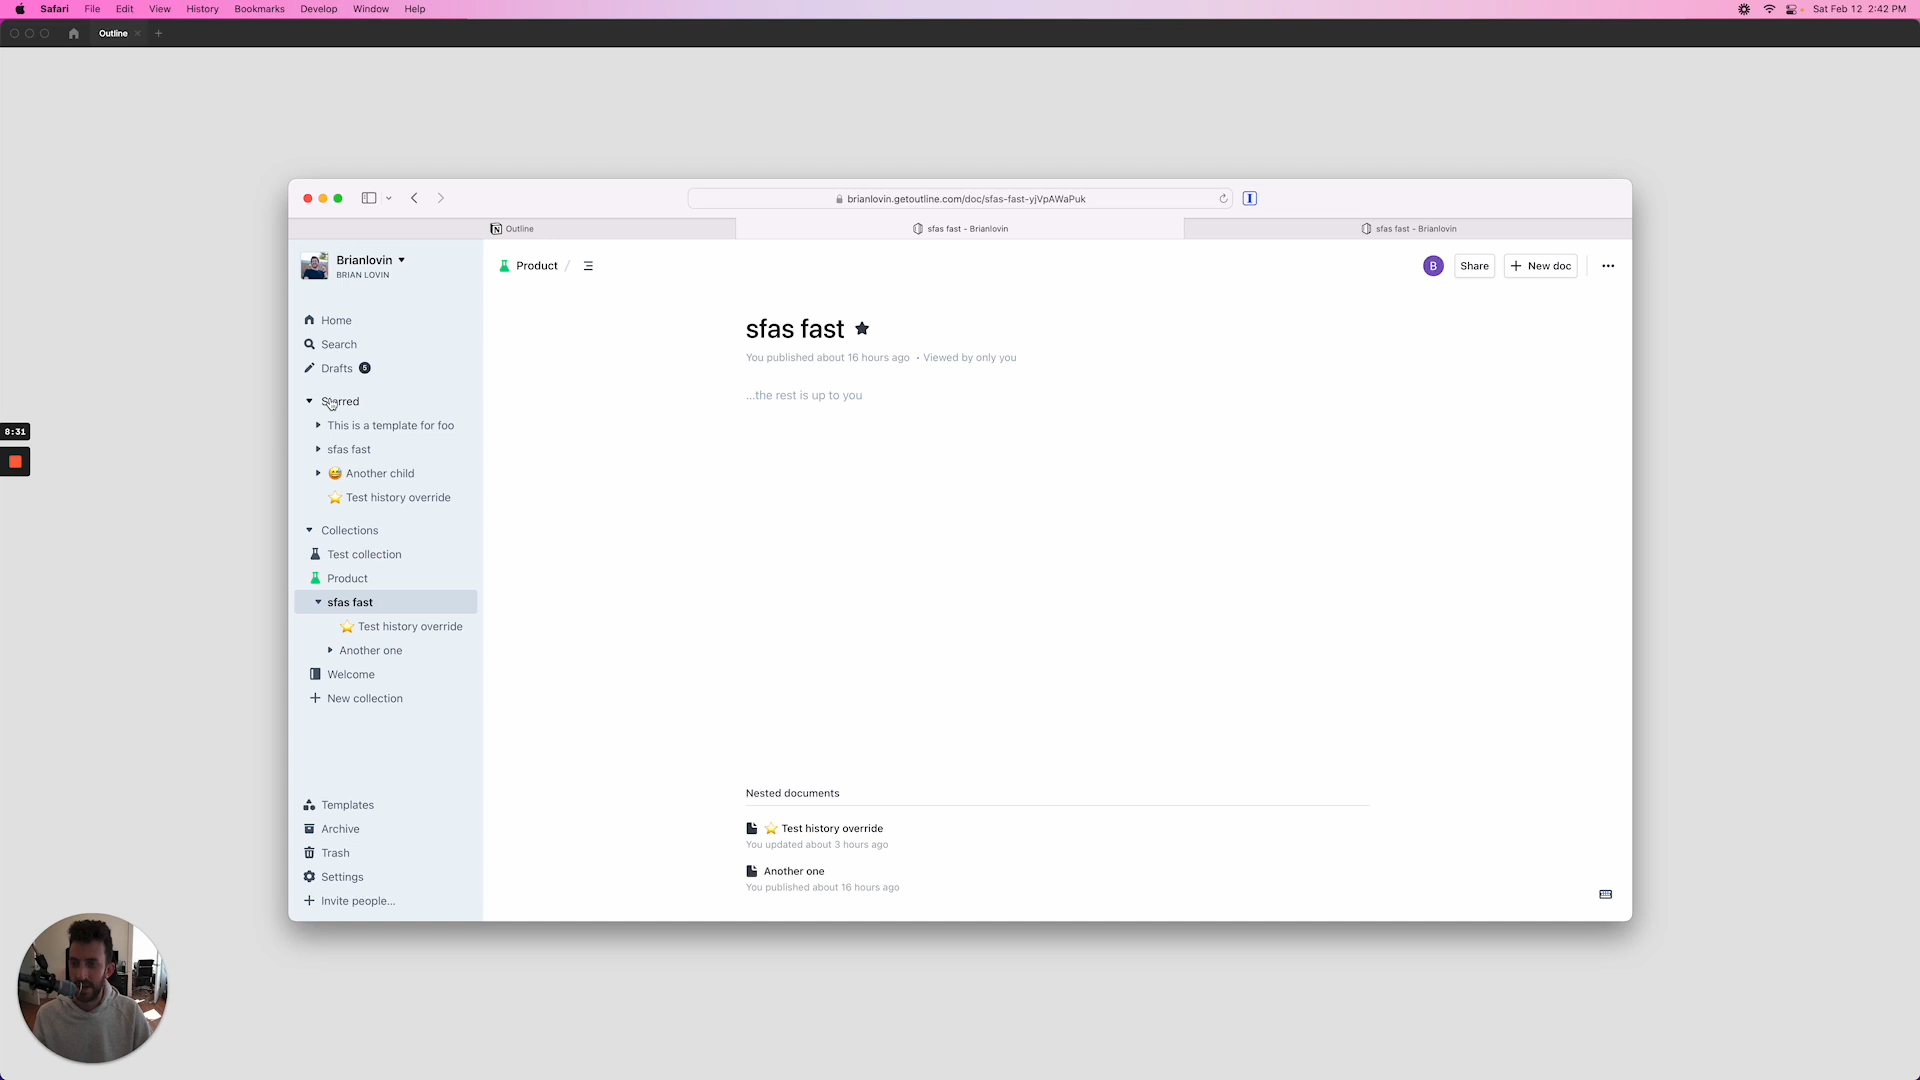 Safari File Edit View History Bookmarks Develop Window Help Sat Feb 12 2:42 PM
Outline
brianlovin.getoutline.com/doc/sfas-fast-yjVpAWaPuk
Outline
sfas fast - Brianlovin
sfas fast - Brianlovin
Brianlovin
BRIAN LOVIN
Product /
B
Share
New doc
Home
Search
Drafts 5
Starred
This is a template for foo
sfas fast
😅 Another child
⭐ Test history override
Collections
Test collection
Product
sfas fast
⭐ Test history override
Another one
Welcome
New collection
Templates
Archive
Trash
Settings
Invite people...
sfas fast
You published about 16 hours ago • Viewed by only you
...the rest is up to you
Nested documents
⭐ Test history override
You updated about 3 hours ago
Another one
You published about 16 hours ago
8:31